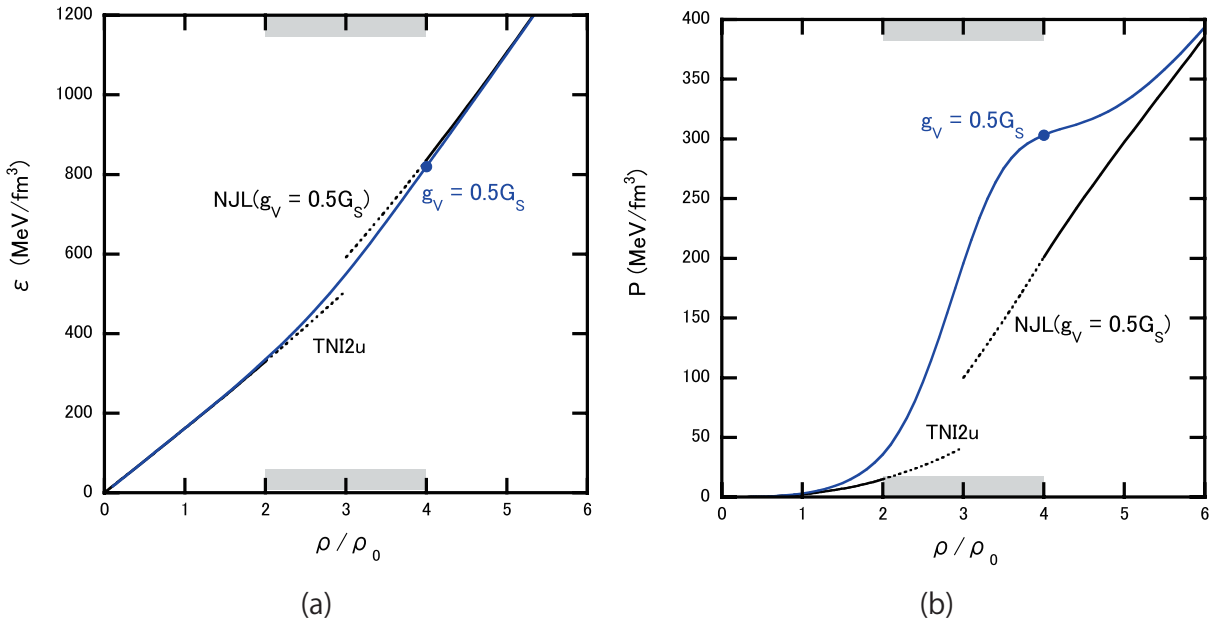 1200
1000
800
600
400
200
0
ε (MeV/fm³)
NJL(g_V = 0.5G_S)
g_V = 0.5G_S
TNI2u
0 1 2 3 4 5 6
ρ / ρ_0
(a)
400
350
300
250
200
150
100
50
0
P (MeV/fm³)
g_V = 0.5G_S
NJL(g_V = 0.5G_S)
TNI2u
0 1 2 3 4 5 6
ρ / ρ_0
(b)